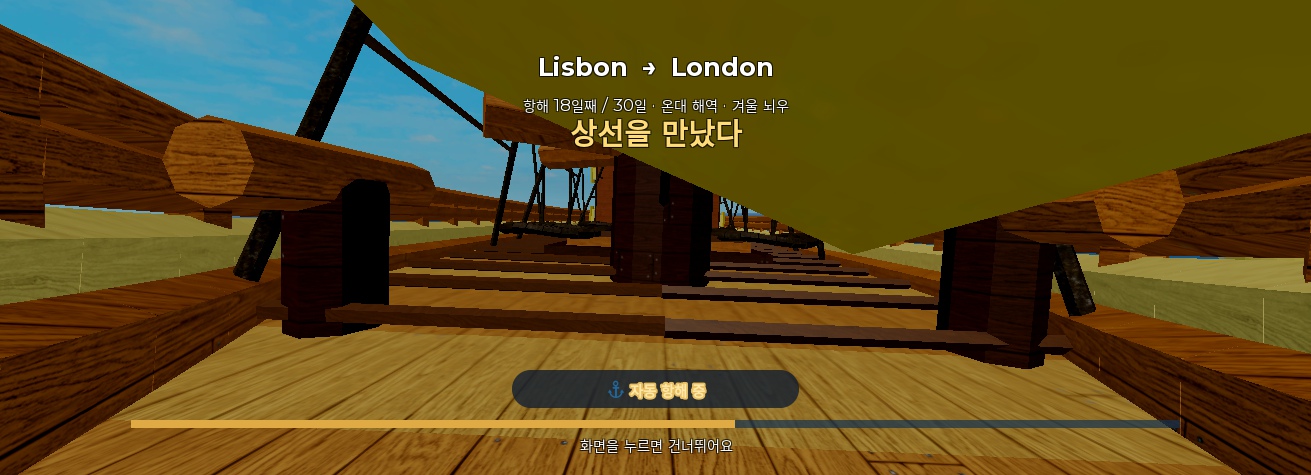 Lisbon → London
항해 18일째 / 30일 · 온대 해역 · 겨울 뇌우
상선을 만났다
⚓ 자동 항해 중
화면을 누르면 건너뛰어요